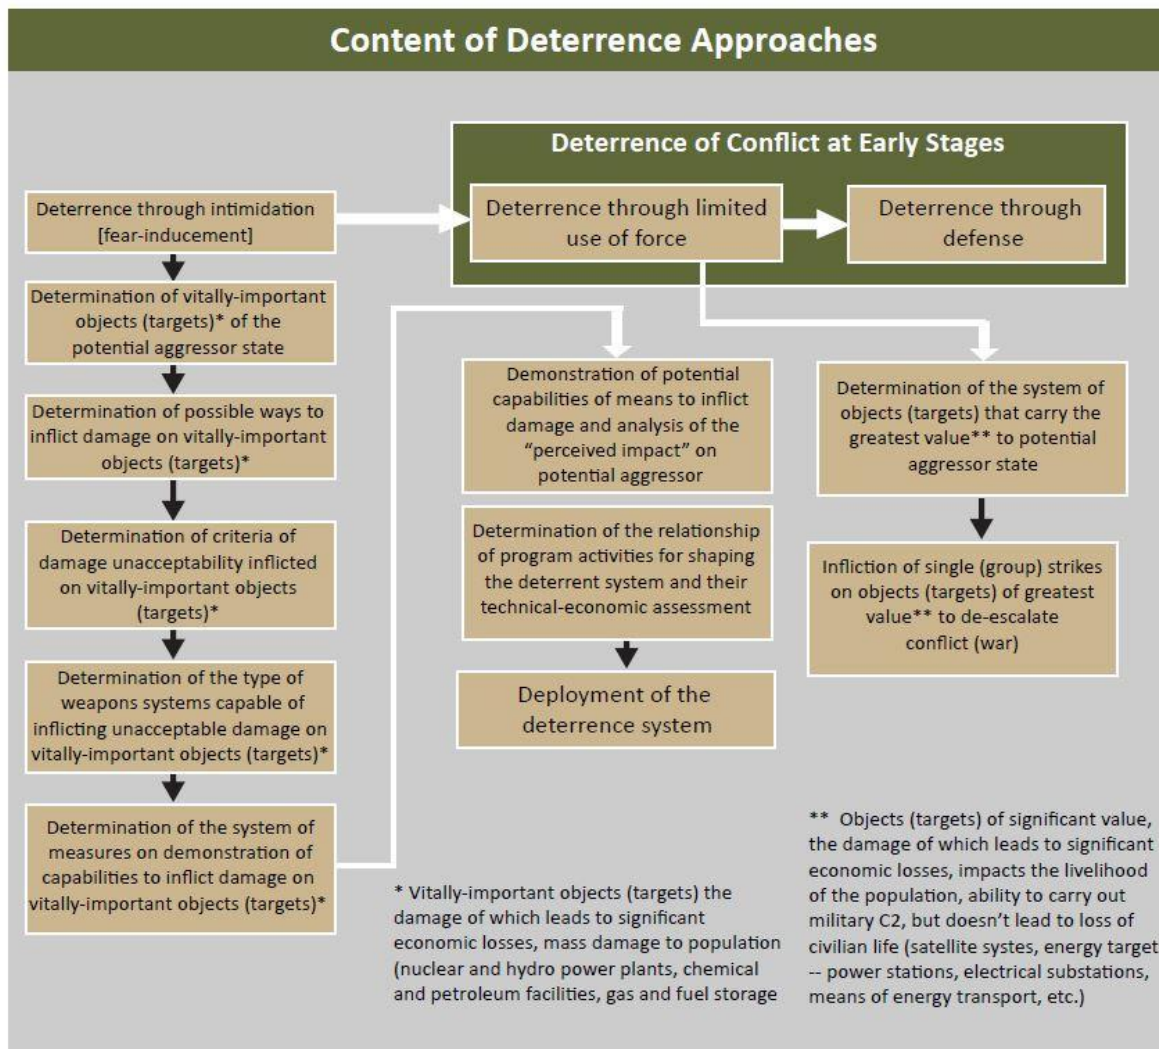 Content of Deterrence Approaches
Deterrence of Conflict at Early Stages
Deterrence through intimidation
[fear-inducement]
Deterrence through limited
use of force
Deterrence through
defense
Determination of vitally-important
objects (targets)* of the
potential aggressor state
Determination of possible ways to
inflict damage on vitally-important
objects (targets)*
Determination of criteria of
damage unacceptability inflicted
on vitally-important objects
(targets)*
Determination of the type of
weapons systems capable of
inflicting unacceptable damage on
vitally-important objects (targets)*
Determination of the system of
measures on demonstration of
capabilities to inflict damage on
vitally-important objects (targets)*
Demonstration of potential
capabilities of means to inflict
damage and analysis of the
“perceived impact” on
potential aggressor
Determination of the relationship
of program activities for shaping
the deterrent system and their
technical-economic assessment
Deployment of the
deterrence system
Determination of the system of
objects (targets) that carry the
greatest value** to potential
aggressor state
Infliction of single (group) strikes
on objects (targets) of greatest
value** to de-escalate
conflict (war)
* Vitally-important objects (targets) the
damage of which leads to significant
economic losses, mass damage to population
(nuclear and hydro power plants, chemical
and petroleum facilities, gas and fuel storage
** Objects (targets) of significant value,
the damage of which leads to significant
economic losses, impacts the livelihood
of the population, ability to carry out
military C2, but doesn’t lead to loss of
civilian life (satellite systes, energy target
-- power stations, electrical substations,
means of energy transport, etc.)